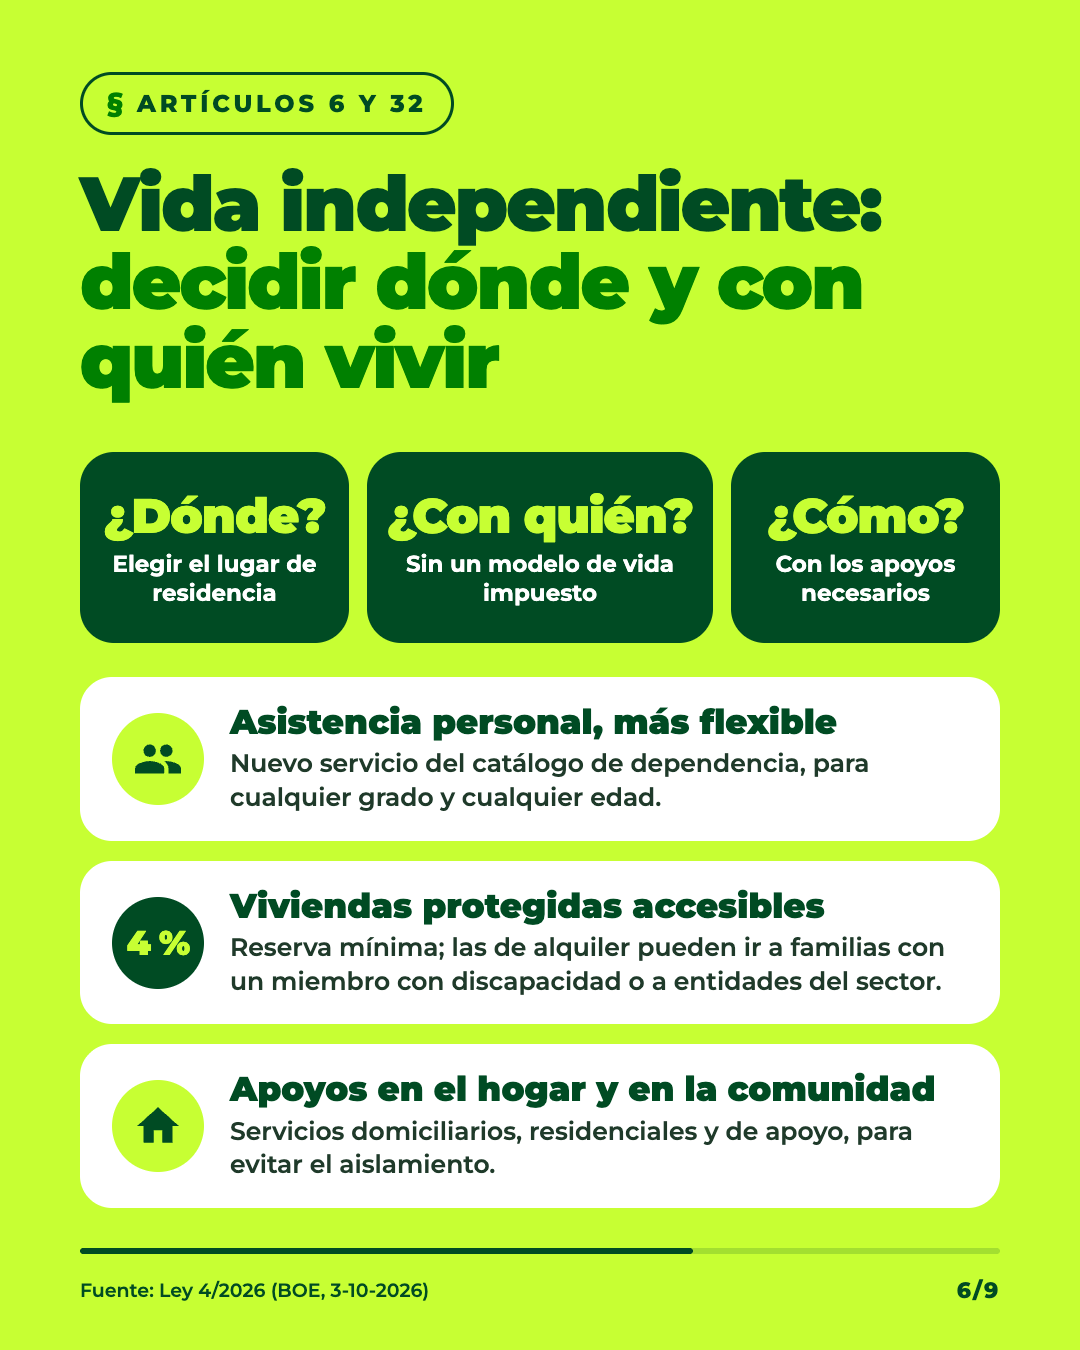 § ARTÍCULOS 6 Y 32
Vida independiente:
decidir dónde y con
quién vivir
¿Dónde?
Elegir el lugar de
residencia
¿Con quién?
Sin un modelo de vida
impuesto
¿Cómo?
Con los apoyos
necesarios
Asistencia personal, más flexible
Nuevo servicio del catálogo de dependencia, para
cualquier grado y cualquier edad.
4 %
Viviendas protegidas accesibles
Reserva mínima; las de alquiler pueden ir a familias con
un miembro con discapacidad o a entidades del sector.
Apoyos en el hogar y en la comunidad
Servicios domiciliarios, residenciales y de apoyo, para
evitar el aislamiento.
Fuente: Ley 4/2026 (BOE, 3-10-2026)
6/9